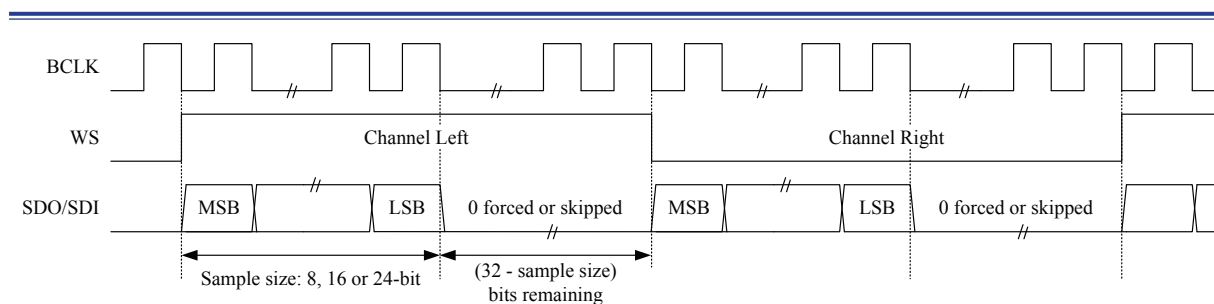 BCLK
WS
Channel Left
Channel Right
SDO/SDI
MSB
LSB
0 forced or skipped
MSB
LSB
0 forced or skipped
Sample size: 8, 16 or 24-bit
(32 - sample size)
bits remaining